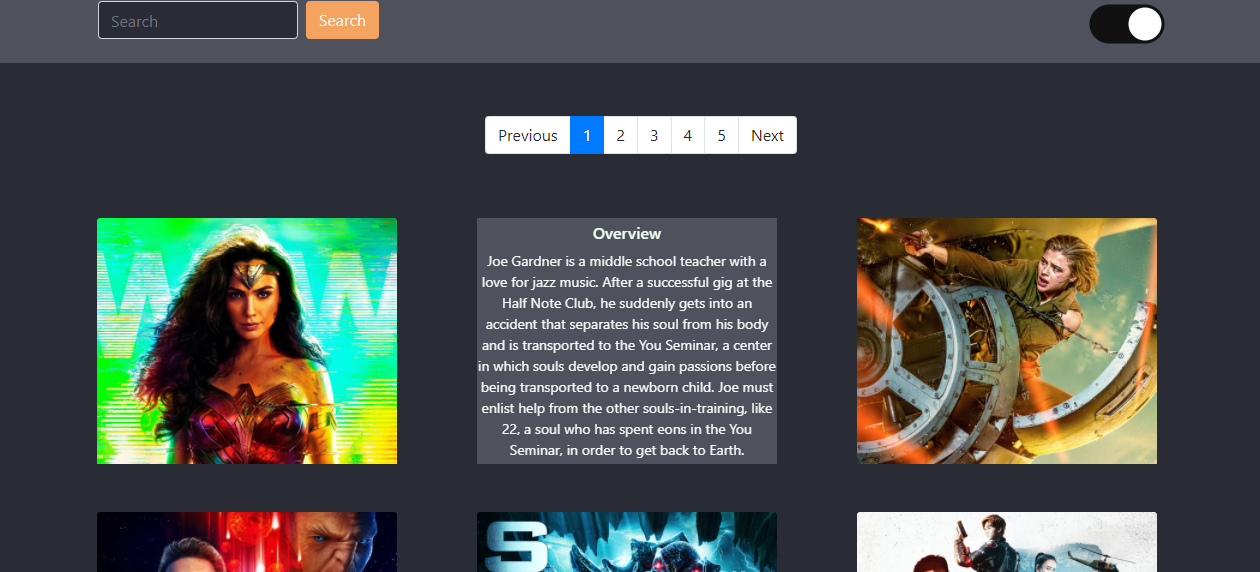 Search
Search
Previous 1 2 3 4 5 Next
WW
Overview
Joe Gardner is a middle school teacher with a
love for jazz music. After a successful gig at the
Half Note Club, he suddenly gets into an
accident that separates his soul from his body
and is transported to the You Seminar, a center
in which souls develop and gain passions before
being transported to a newborn child. Joe must
enlist help from the other souls-in-training, like
22, a soul who has spent eons in the You
Seminar, in order to get back to Earth.
S